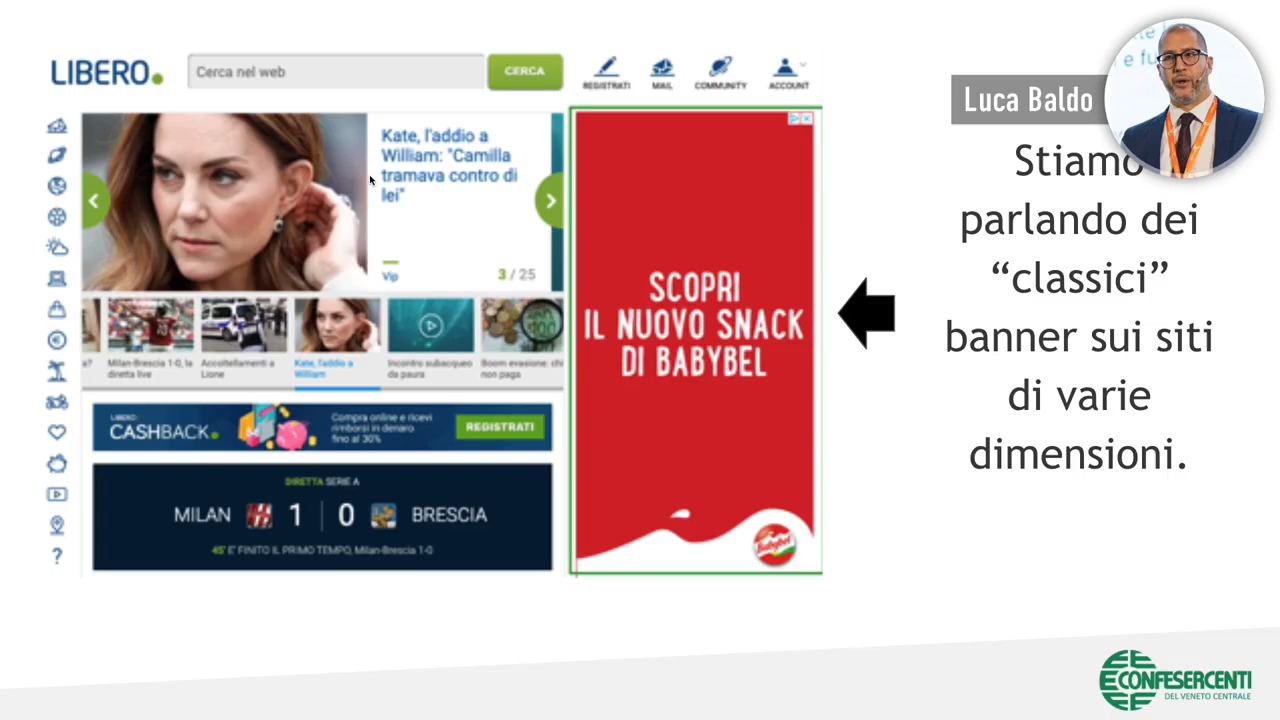 LIBERO
Cerca nel web
CERCA
REGISTRATI
MAIL
COMMUNITY
ACCOUNT
Luca Baldo
Kate, l'addio a
William: "Camilla
tramava contro di
lei"
Vip
3 / 25
a?
Milan-Brescia 1-0, la
diretta live
Accoltellamenti a
Lione
Kate, l'addio a
William
Incontro subacqueo
da paura
Boom evasione: chi
non paga
LIBERO
CASHBACK.
Compra online e ricevi
rimborsi in denaro
fino al 30%
REGISTRATI
DIRETTA SERIE A
MILAN 1 0 BRESCIA
45' E' FINITO IL PRIMO TEMPO, Milan-Brescia 1-0
SCOPRI
IL NUOVO SNACK
DI BABYBEL
Babybel
Stiamo
parlando dei
“classici”
banner sui siti
di varie
dimensioni.
CONFESERCENTI
DEL VENETO CENTRALE